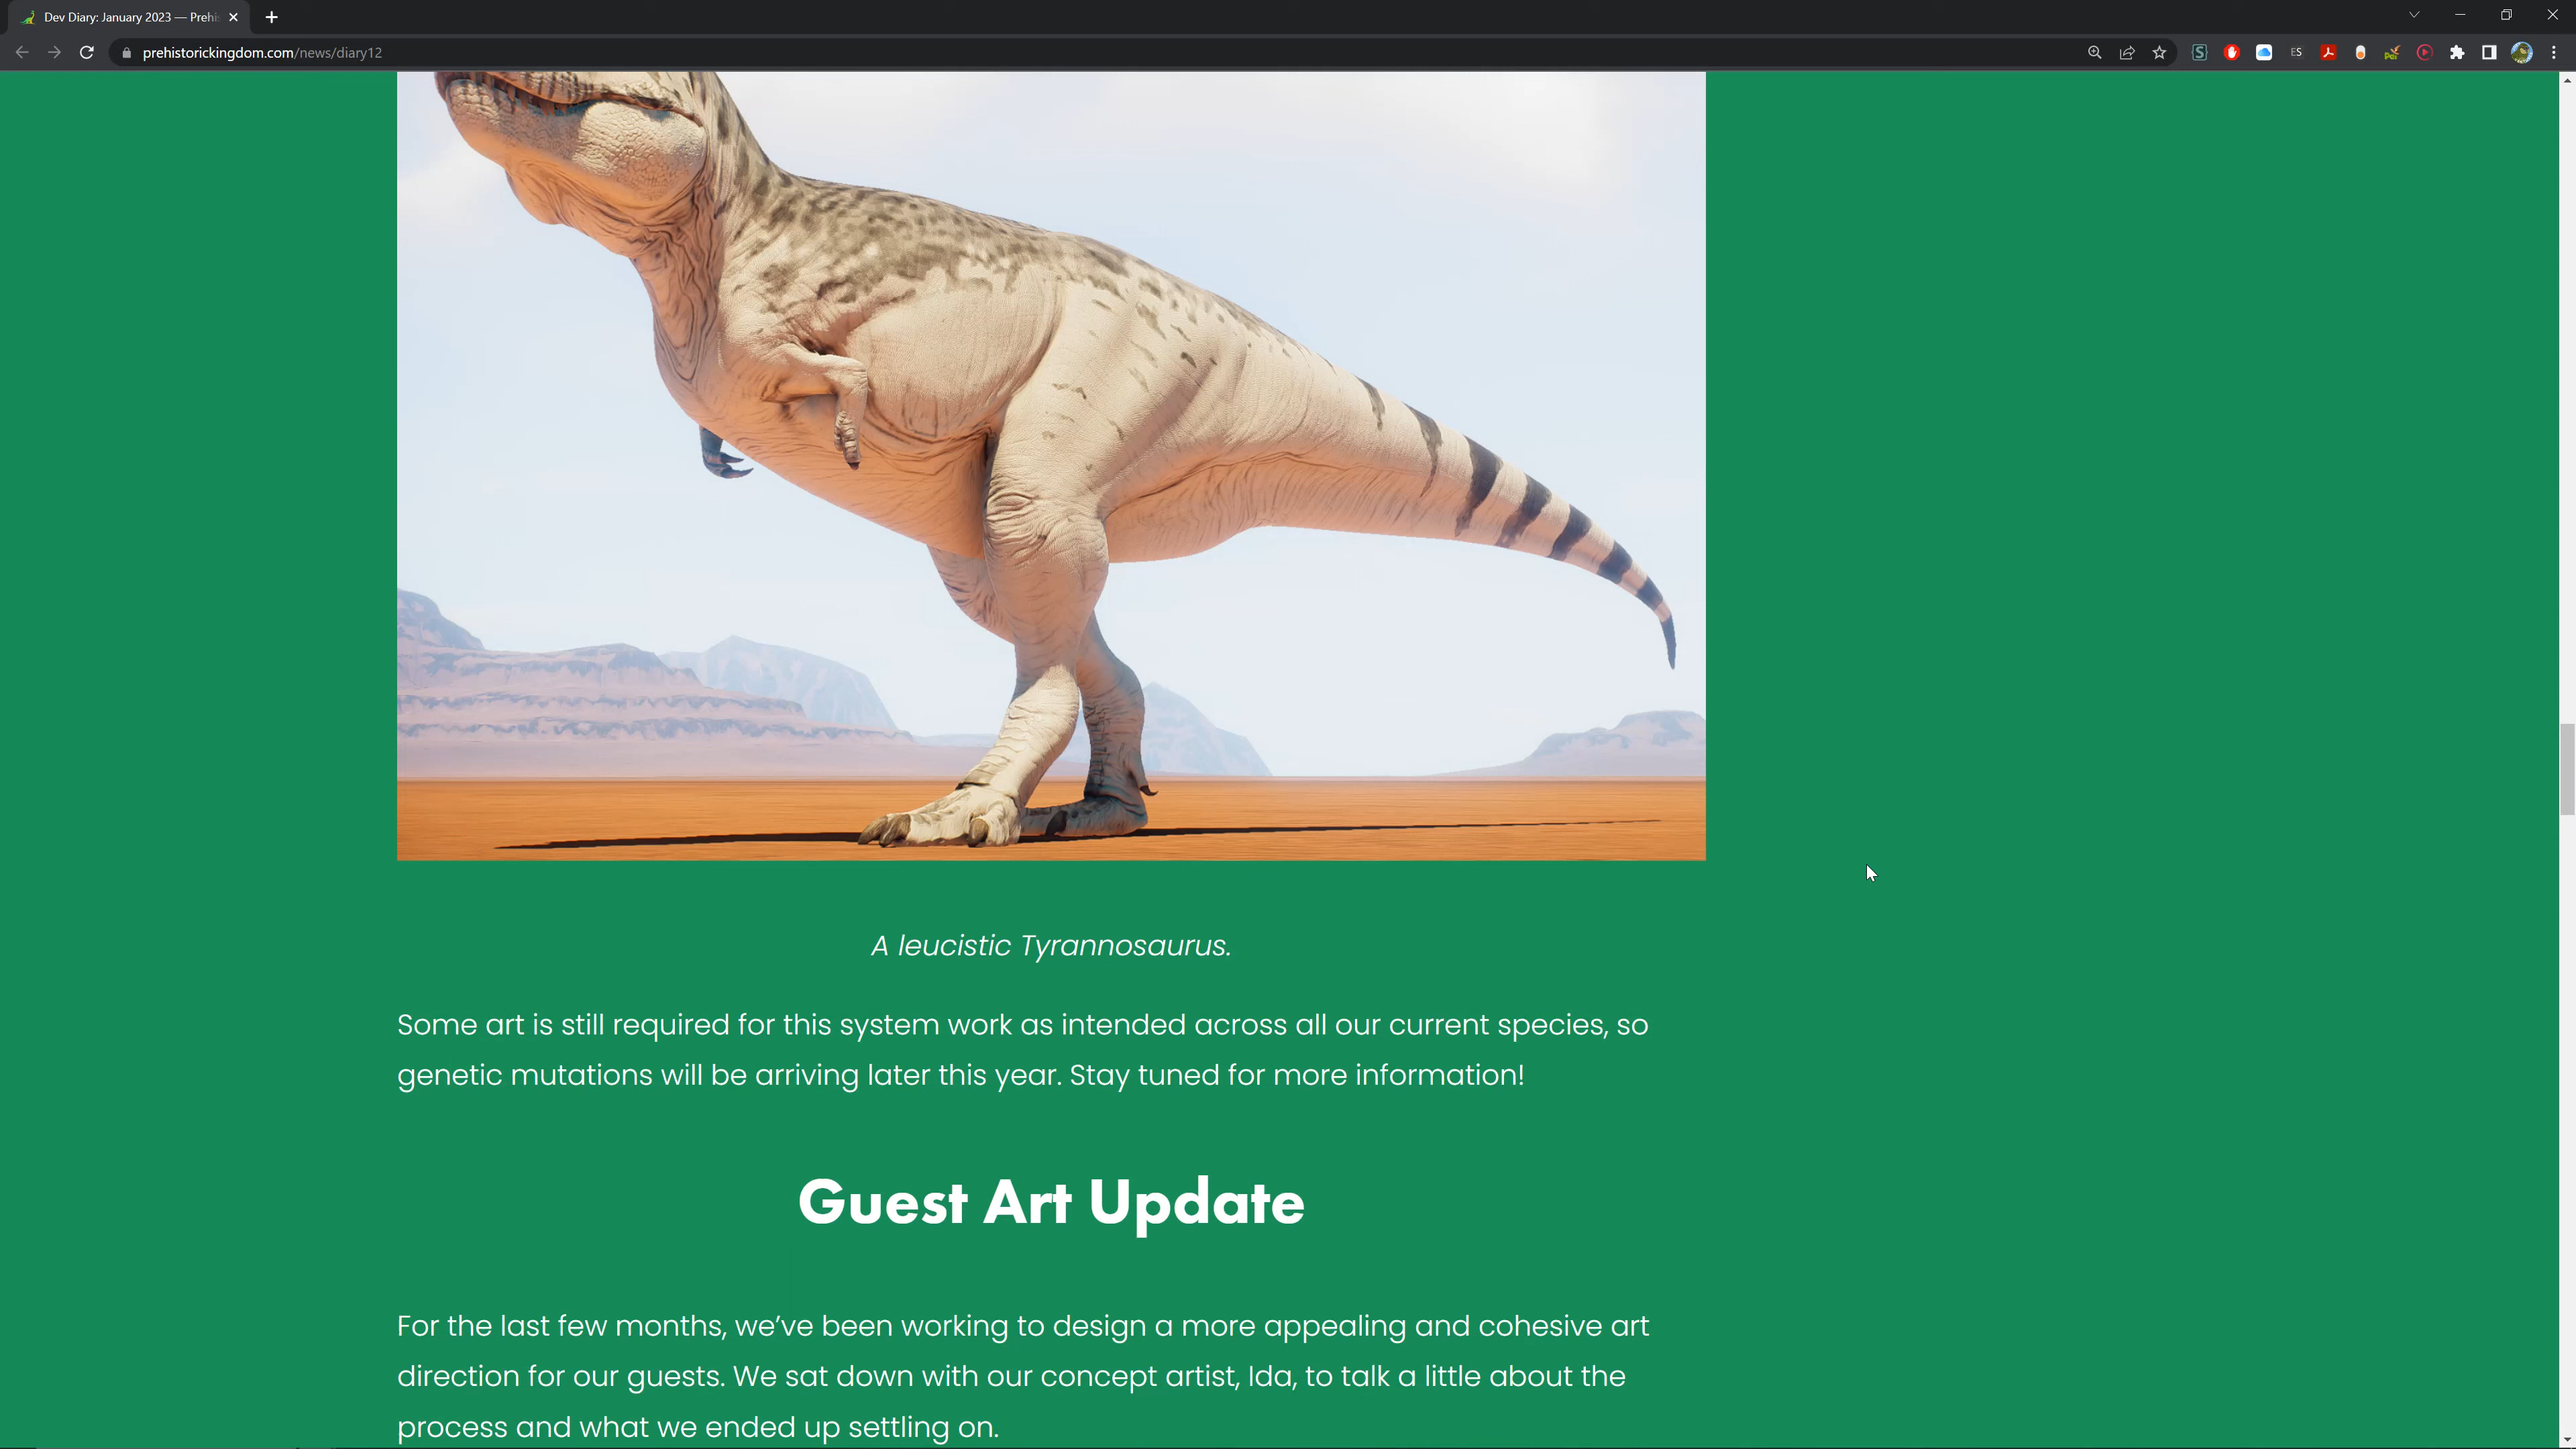 Dev Diary: January 2023 — Prehi
prehistorickingdom.com/news/diary12
ES
A leucistic Tyrannosaurus.
Some art is still required for this system work as intended across all our current species, so
genetic mutations will be arriving later this year. Stay tuned for more information!
Guest Art Update
For the last few months, we’ve been working to design a more appealing and cohesive art
direction for our guests. We sat down with our concept artist, Ida, to talk a little about the
process and what we ended up settling on.